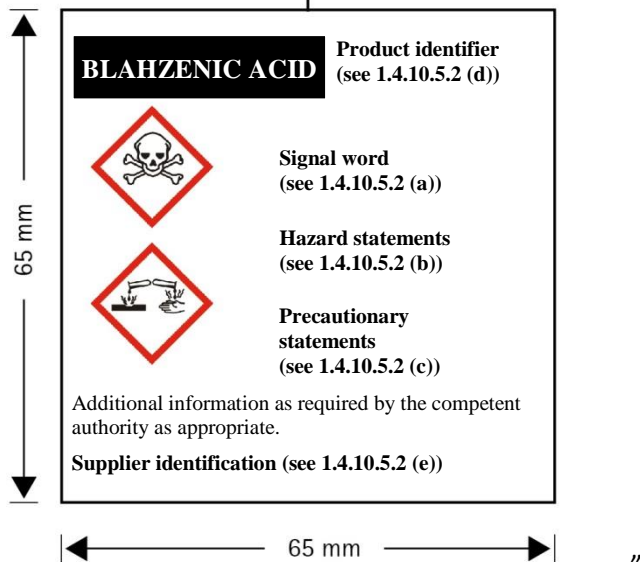 BLAHZENIC ACID
Product identifier
(see 1.4.10.5.2 (d))
Signal word
(see 1.4.10.5.2 (a))
Hazard statements
(see 1.4.10.5.2 (b))
Precautionary
statements
(see 1.4.10.5.2 (c))
Additional information as required by the competent
authority as appropriate.
Supplier identification (see 1.4.10.5.2 (e))
65 mm
65 mm
”